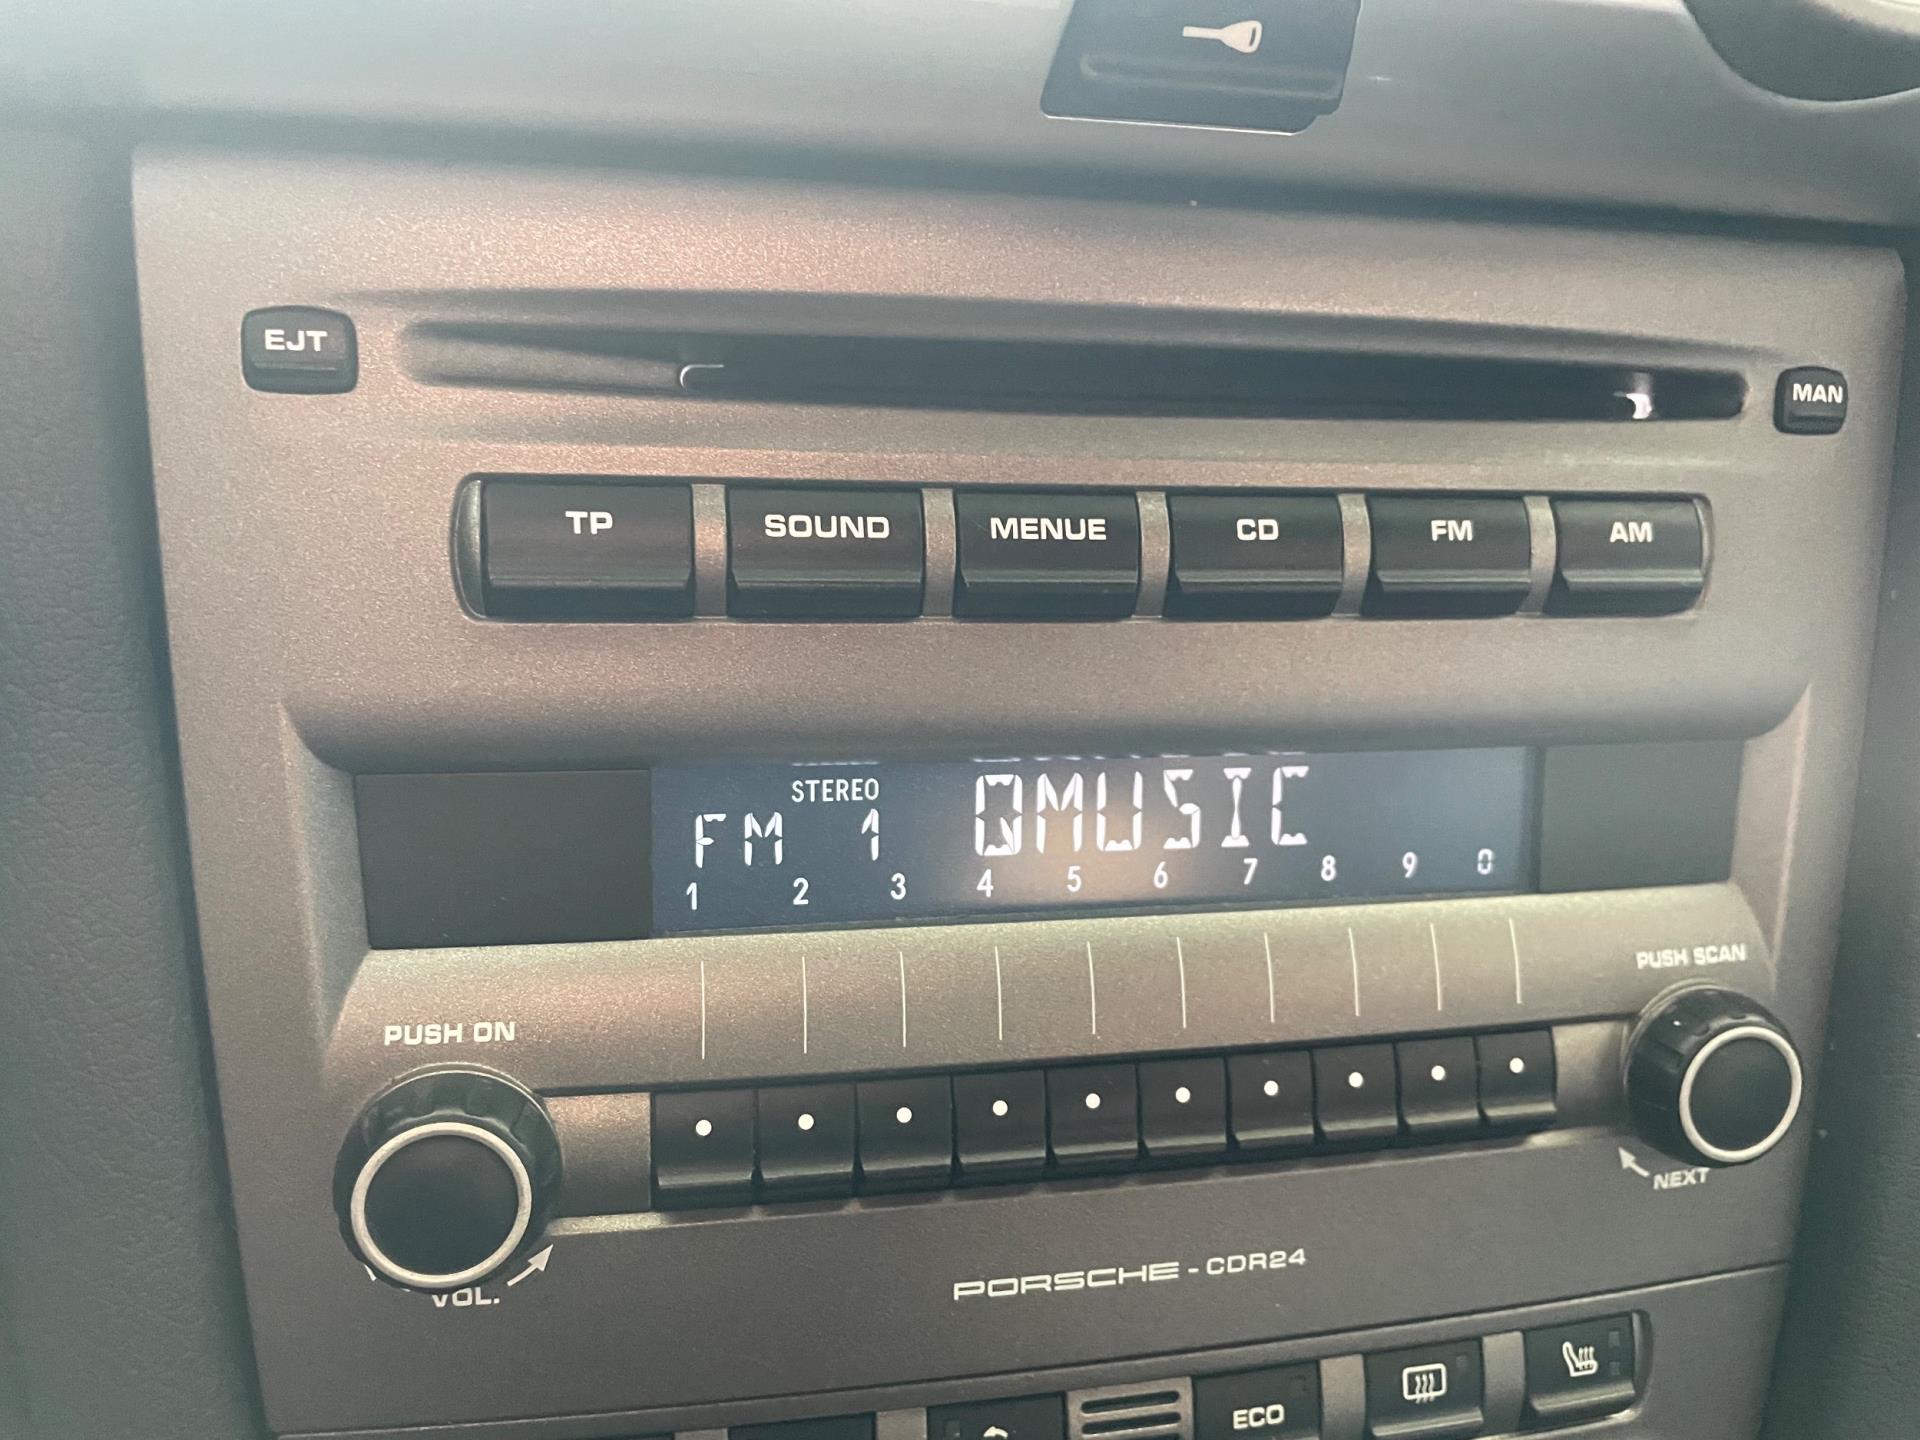 EJT
MAN
TP SOUND MENUE CD FM AM
STEREO
FM 1 QMUSIC
1 2 3 4 5 6 7 8 9 0
PUSH ON
PUSH SCAN
VOL.
NEXT
PORSCHE - CDR24
ECO